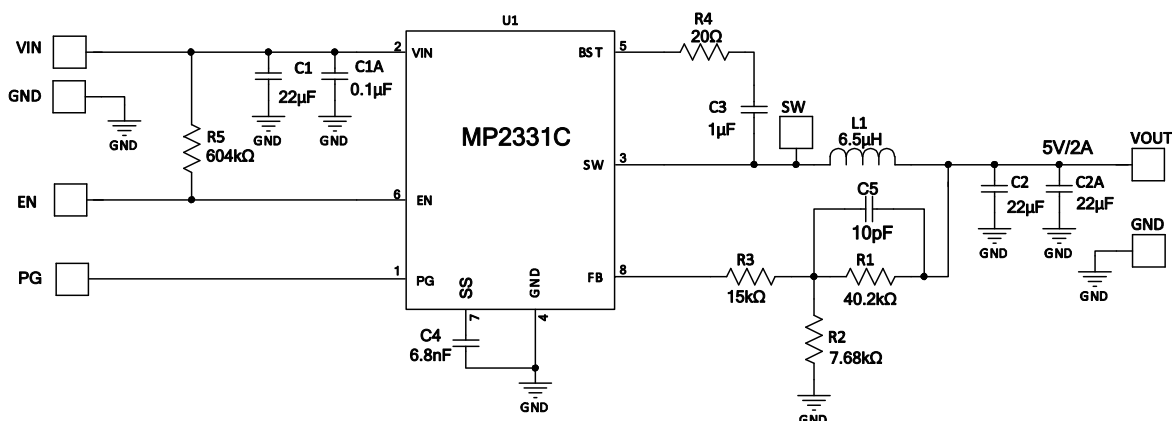 U1
R4
20Ω
VIN
2
VIN
BST
5
C1
22µF
C1A
0.1µF
GND
GND
GND
GND
C3
1µF
SW
L1
6.5µH
MP2331C
R5
604kΩ
SW
3
5V/2A
VOUT
C2
22µF
C2A
22µF
GND
GND
EN
6
EN
C5
10pF
GND
GND
PG
1
PG
SS
GND
FB
8
R3
15kΩ
R1
40.2kΩ
7
4
C4
6.8nF
R2
7.68kΩ
GND
GND